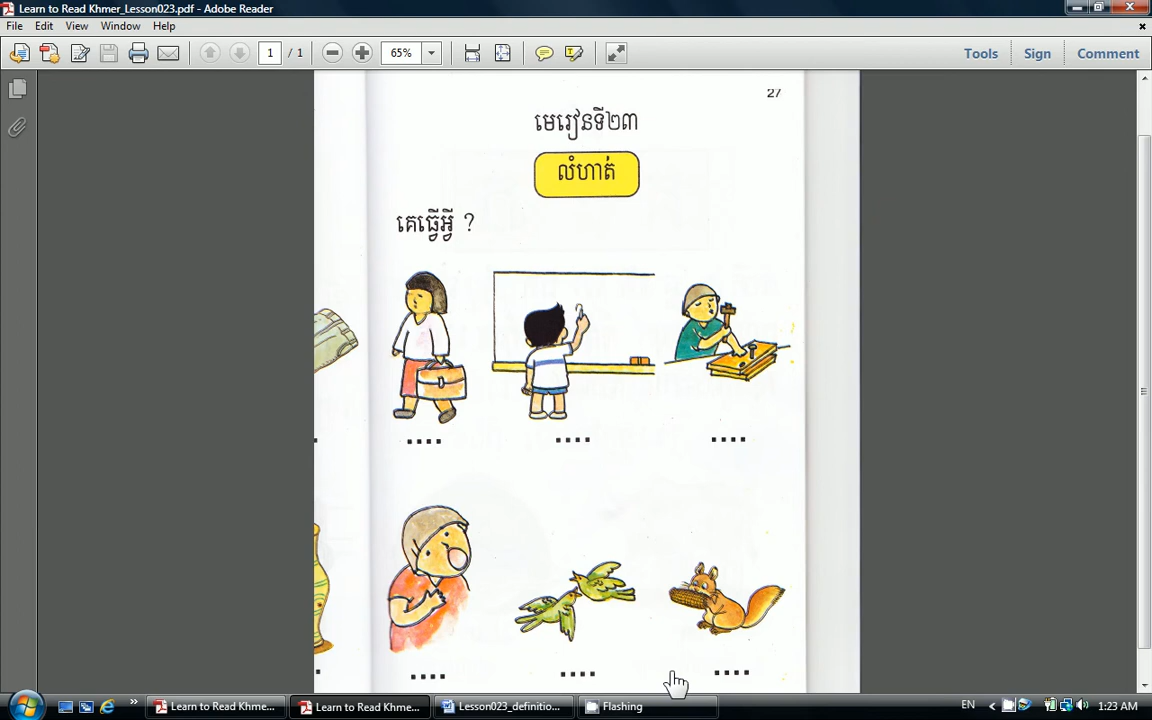 Learn to Read Khmer_Lesson023.pdf - Adobe Reader
File Edit View Window Help
1 / 1 65% Tools Sign Comment
27
មេរៀនទី២៣
លំហាត់
គេធ្វើអ្វី ?
....  ....  ....
....  ....  ....
Learn to Read Khme... Learn to Read Khme... Lesson023_definitio... Flashing EN 1:23 AM